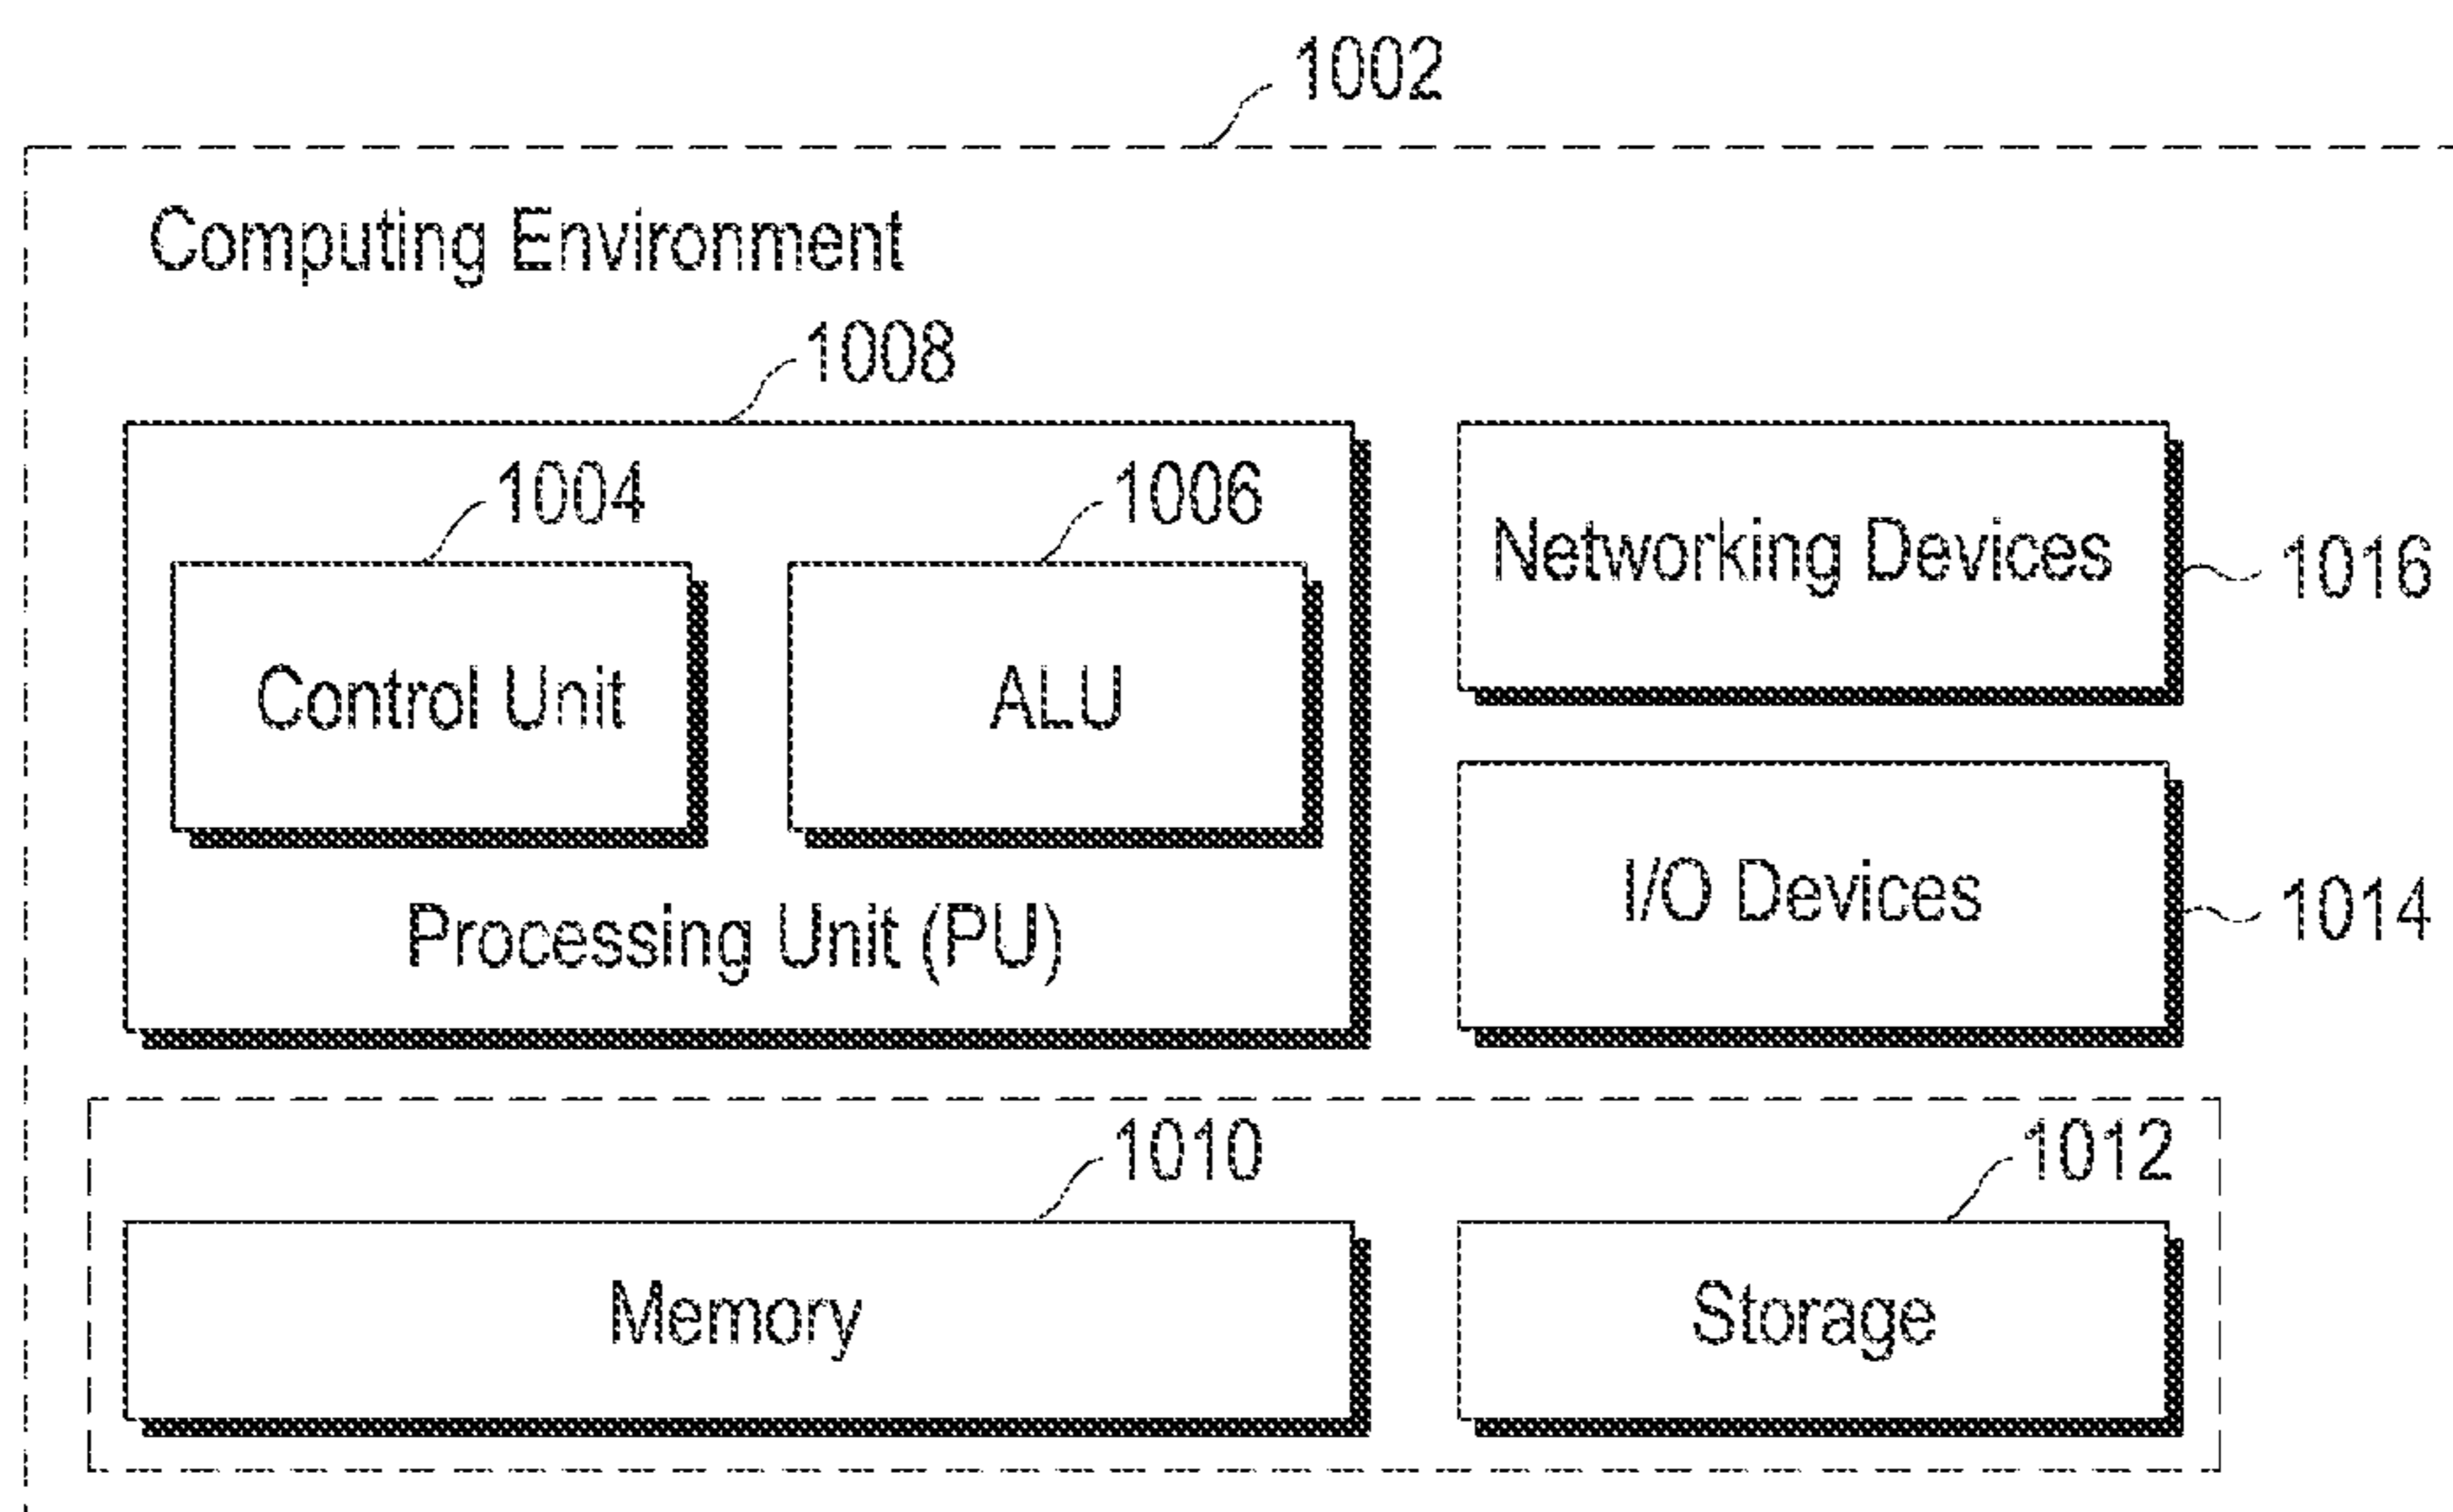 1002
Computing Environment
1008
1004
1006
Control Unit
ALU
Processing Unit (PU)
Networking Devices
1016
I/O Devices
1014
1010
1012
Memory
Storage